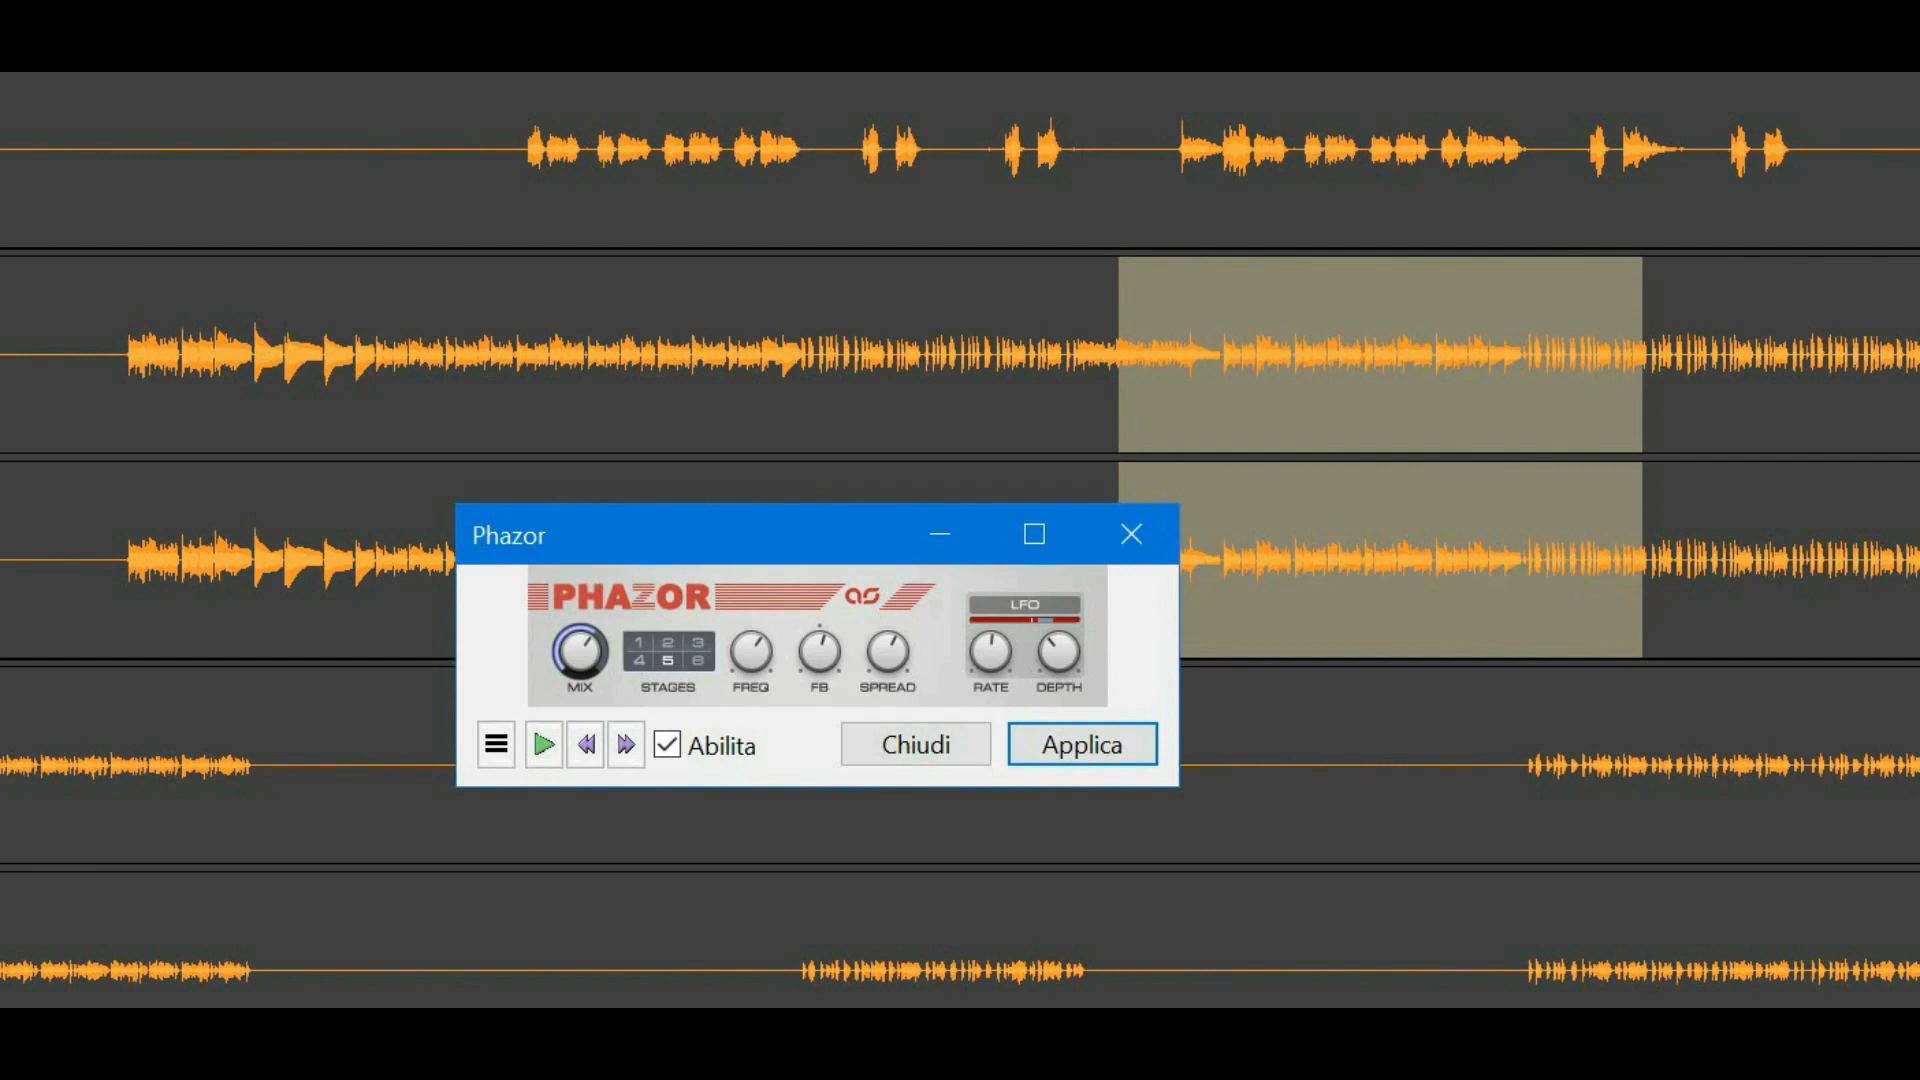 Phazor
PHAZOR as
LFO
1 2 3
4 5 6
MIX STAGES FREQ FB SPREAD RATE DEPTH
Abilita Chiudi Applica